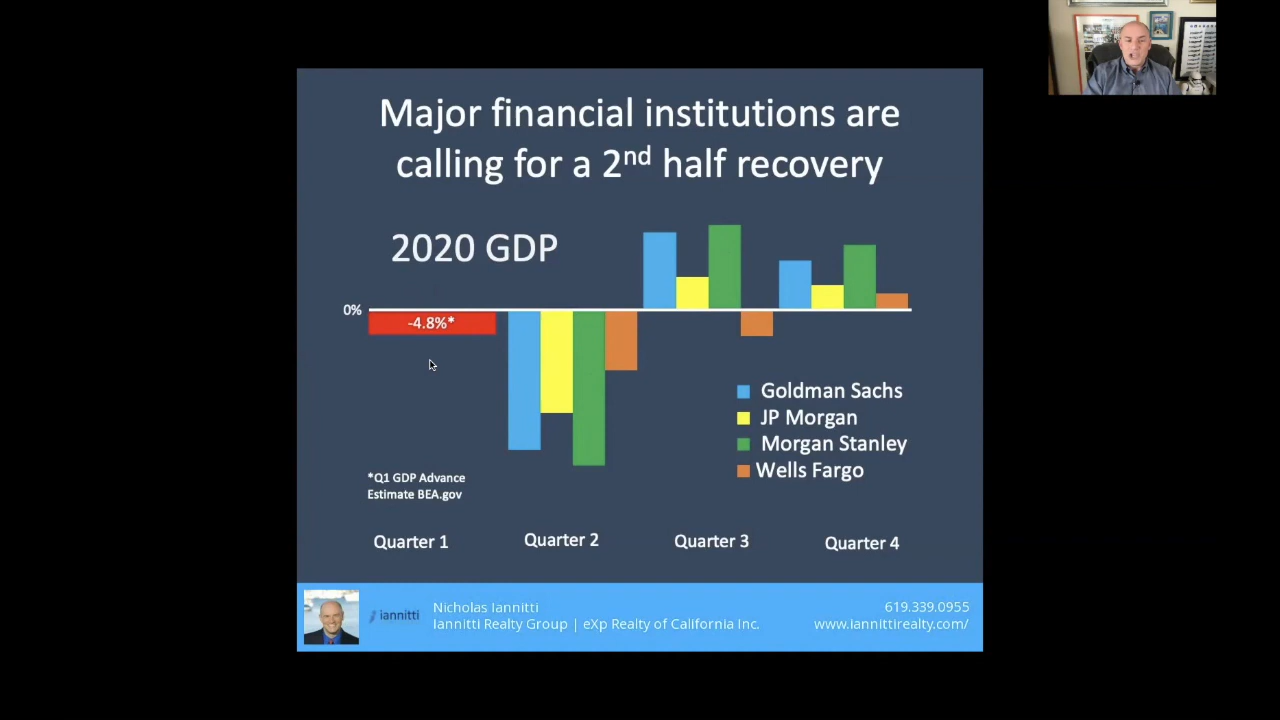 Major financial institutions are
calling for a 2nd half recovery
2020 GDP
0%
-4.8%*
Goldman Sachs
JP Morgan
Morgan Stanley
Wells Fargo
*Q1 GDP Advance
Estimate BEA.gov
Quarter 1
Quarter 2
Quarter 3
Quarter 4
iannitti
Nicholas Iannitti
Iannitti Realty Group | eXp Realty of California Inc.
619.339.0955
www.iannittirealty.com/